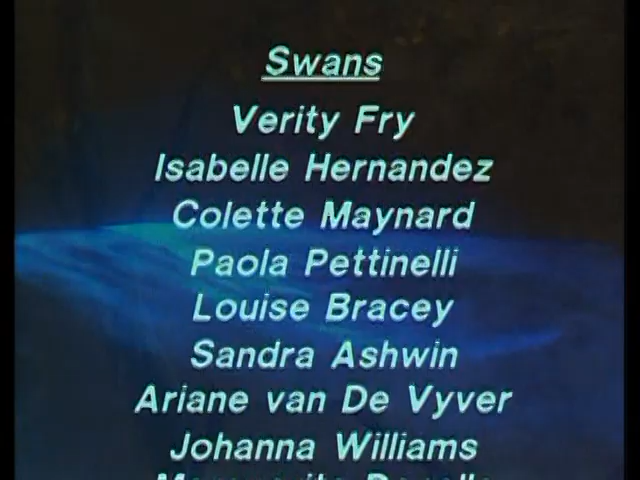 Swans
Verity Fry
Isabelle Hernandez
Colette Maynard
Paola Pettinelli
Louise Bracey
Sandra Ashwin
Ariane van De Vyver
Johanna Williams